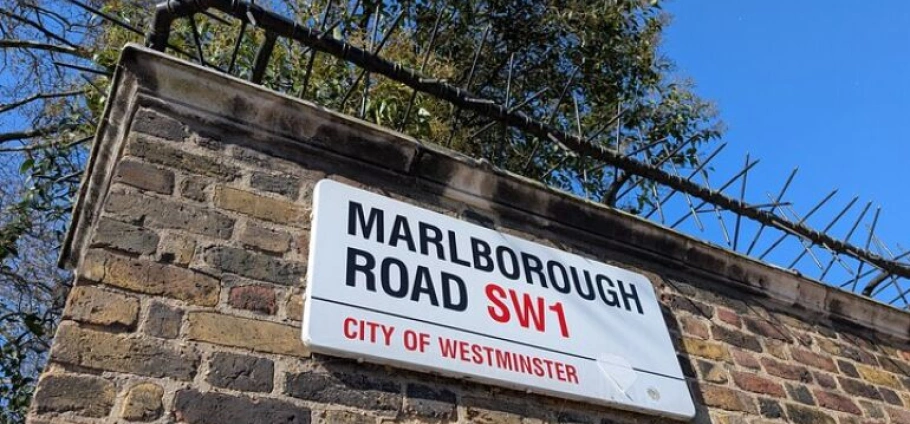 MARLBOROUGH
ROAD SW1
CITY OF WESTMINSTER